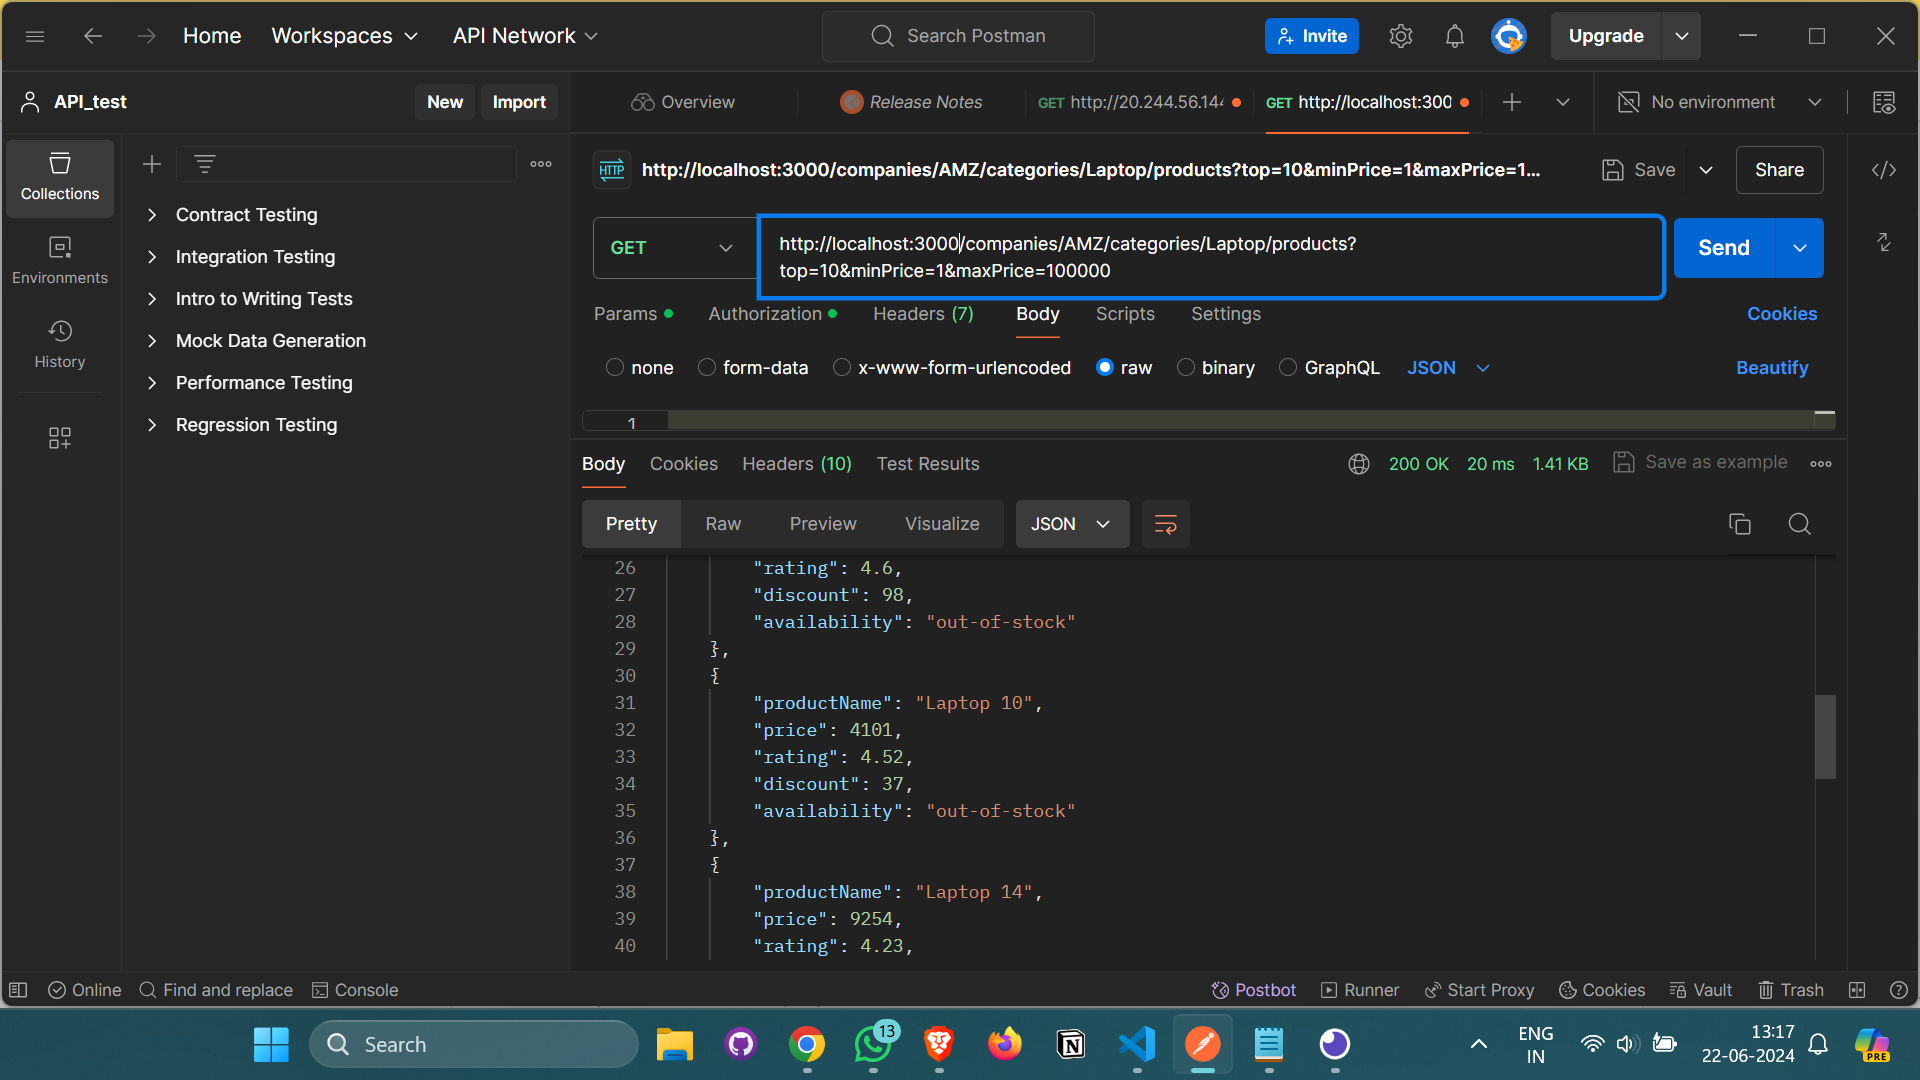 Home
Workspaces
API Network
Search Postman
Invite
Upgrade
API_test
New
Import
Overview
Release Notes
GET http://20.244.56.144
GET http://localhost:300
No environment
Collections
Environments
History
Contract Testing
Integration Testing
Intro to Writing Tests
Mock Data Generation
Performance Testing
Regression Testing
HTTP
http://localhost:3000/companies/AMZ/categories/Laptop/products?top=10&minPrice=1&maxPrice=1...
Save
Share
GET
http://localhost:3000/companies/AMZ/categories/Laptop/products?
top=10&minPrice=1&maxPrice=100000
Send
Params
Authorization
Headers (7)
Body
Scripts
Settings
Cookies
none
form-data
x-www-form-urlencoded
raw
binary
GraphQL
JSON
Beautify
1
Body
Cookies
Headers (10)
Test Results
200 OK
20 ms
1.41 KB
Save as example
Pretty
Raw
Preview
Visualize
JSON
26 "rating": 4.6,
27 "discount": 98,
28 "availability": "out-of-stock"
29 },
30 {
31 "productName": "Laptop 10",
32 "price": 4101,
33 "rating": 4.52,
34 "discount": 37,
35 "availability": "out-of-stock"
36 },
37 {
38 "productName": "Laptop 14",
39 "price": 9254,
40 "rating": 4.23,
Online
Find and replace
Console
Postbot
Runner
Start Proxy
Cookies
Vault
Trash
Search
13
ENG
IN
13:17
22-06-2024
PRE